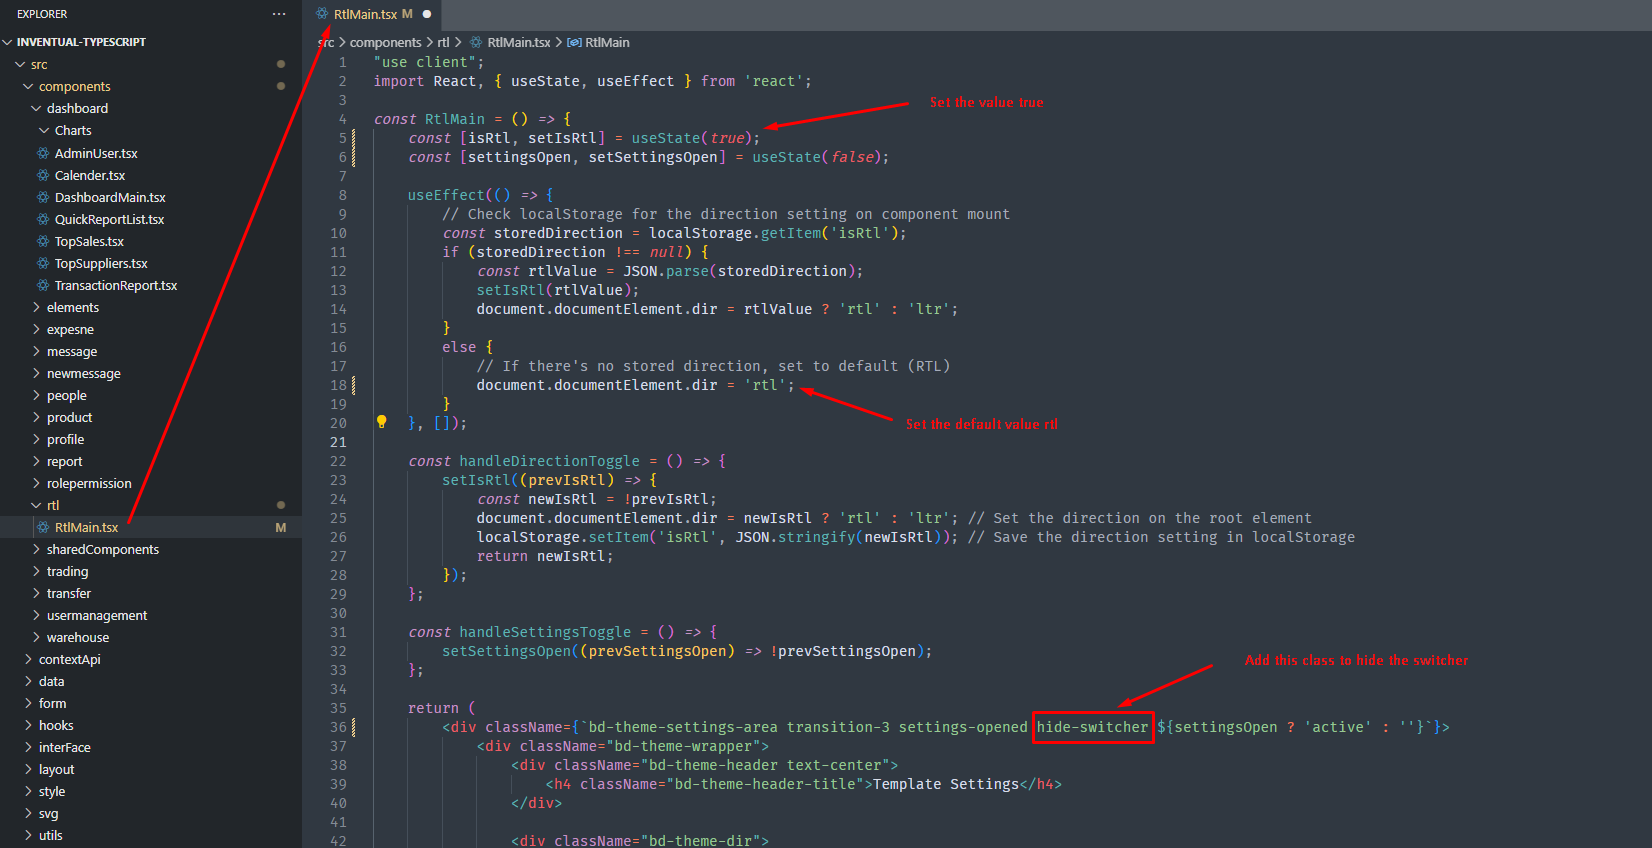 EXPLORER
···
INVENTUAL-TYPESCRIPT
src
components
dashboard
Charts
AdminUser.tsx
Calender.tsx
DashboardMain.tsx
QuickReportList.tsx
TopSales.tsx
TopSuppliers.tsx
TransactionReport.tsx
elements
expesne
message
newmessage
people
product
profile
report
rolepermission
rtl
RtlMain.tsx M
sharedComponents
trading
transfer
usermanagement
warehouse
contextApi
data
form
hooks
interFace
layout
style
svg
utils
RtlMain.tsx M
src > components > rtl > RtlMain.tsx > RtlMain
1 "use client";
2 import React, { useState, useEffect } from 'react';
3
Set the value true
4 const RtlMain = () => {
5 const [isRtl, setIsRtl] = useState(true);
6 const [settingsOpen, setSettingsOpen] = useState(false);
7
8 useEffect(() => {
9 // Check localStorage for the direction setting on component mount
10 const storedDirection = localStorage.getItem('isRtl');
11 if (storedDirection !== null) {
12 const rtlValue = JSON.parse(storedDirection);
13 setIsRtl(rtlValue);
14 document.documentElement.dir = rtlValue ? 'rtl' : 'ltr';
15 }
16 else {
17 // If there's no stored direction, set to default (RTL)
18 document.documentElement.dir = 'rtl';
19 }
20 }, []);
Set the default value rtl
21
22 const handleDirectionToggle = () => {
23 setIsRtl((prevIsRtl) => {
24 const newIsRtl = !prevIsRtl;
25 document.documentElement.dir = newIsRtl ? 'rtl' : 'ltr'; // Set the direction on the root element
26 localStorage.setItem('isRtl', JSON.stringify(newIsRtl)); // Save the direction setting in localStorage
27 return newIsRtl;
28 });
29 };
30
31 const handleSettingsToggle = () => {
32 setSettingsOpen((prevSettingsOpen) => !prevSettingsOpen);
33 };
Add this class to hide the switcher
34
35 return (
36 <div className={`bd-theme-settings-area transition-3 settings-opened hide-switcher ${settingsOpen ? 'active' : ''}`}>
37 <div className="bd-theme-wrapper">
38 <div className="bd-theme-header text-center">
39 <h4 className="bd-theme-header-title">Template Settings</h4>
40 </div>
41
42 <div className="bd-theme-dir">